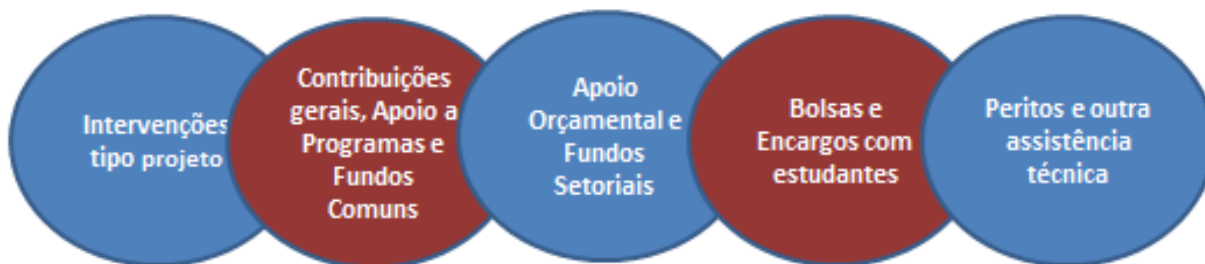 Intervenções
tipo projeto
Contribuições
gerais, Apoio a
Programas e
Fundos
Comuns
Apoio
Orçamental e
Fundos
Setoriais
Bolsas e
Encargos com
estudantes
Peritos e outra
assistência
técnica